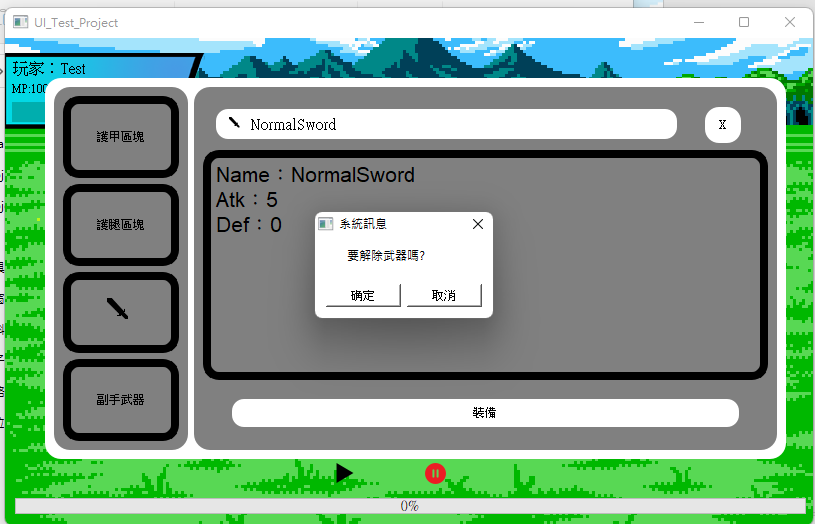 UI_Test_Project
玩家：Test
MP:100
護甲區塊
護腿區塊
副手武器
NormalSword
X
Name：NormalSword
Atk：5
Def：0
系統訊息
要解除武器嗎?
确定
取消
裝備
0%